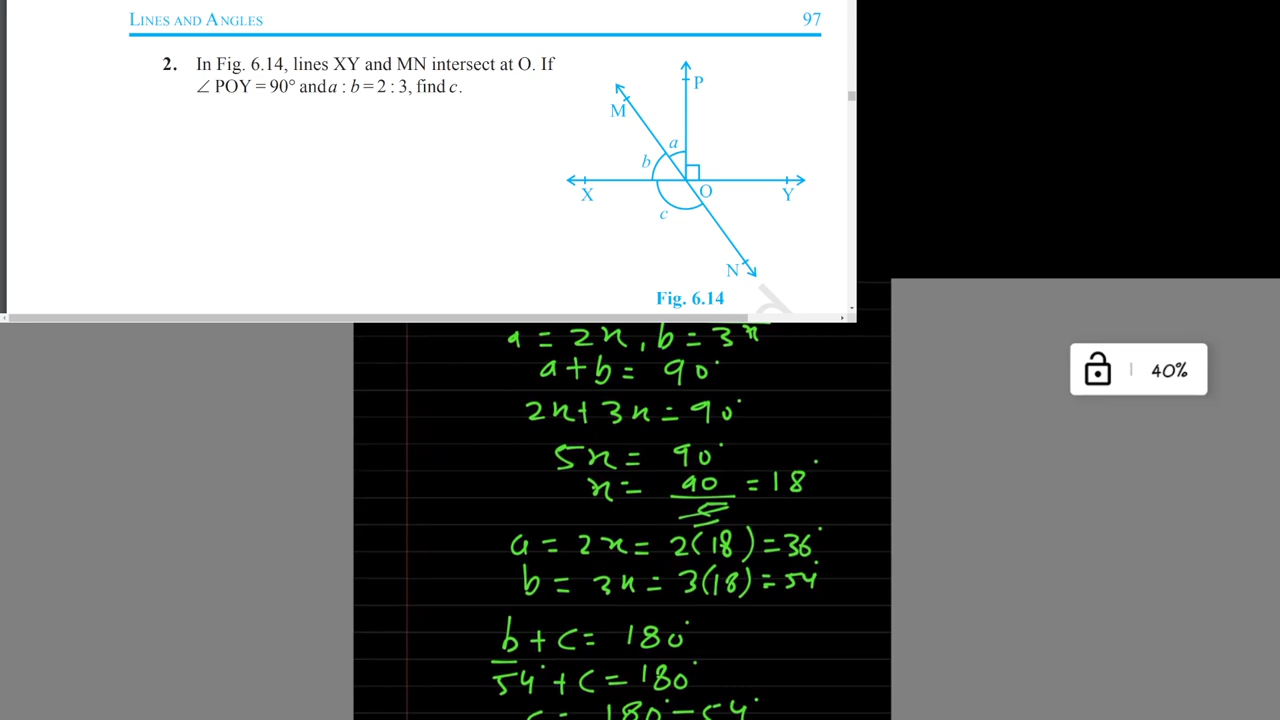 LINES AND ANGLES 97
2. In Fig. 6.14, lines XY and MN intersect at O. If
∠ POY = 90° and a : b = 2 : 3, find c.
P
M
a
b
X
O
Y
c
N
Fig. 6.14
a = 2x, b = 3x
a + b = 90°
2x + 3x = 90°
5x = 90°
x = 90/5 = 18°
a = 2x = 2(18) = 36°
b = 3x = 3(18) = 54°
b + c = 180°
54° + c = 180°
c = 180° - 54°
40%